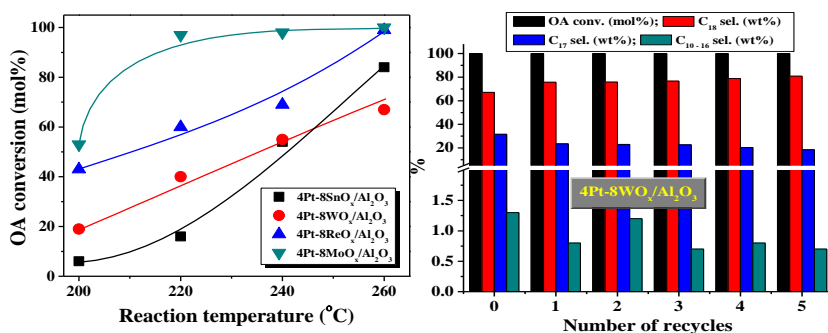 OA conversion (mol%)
100
80
60
40
20
0
4Pt-8SnOₓ/Al₂O₃
4Pt-8WOₓ/Al₂O₃
4Pt-8ReOₓ/Al₂O₃
4Pt-8MoOₓ/Al₂O₃
200 220 240 260
Reaction temperature (°C)
OA conv. (mol%); C₁₈ sel. (wt%)
C₁₇ sel. (wt%); C₁₀₋₁₆ sel. (%)
%
100
80
60
40
20
1.5
1.0
0.5
0.0
4Pt-8WOₓ/Al₂O₃
0 1 2 3 4 5
Number of recycles